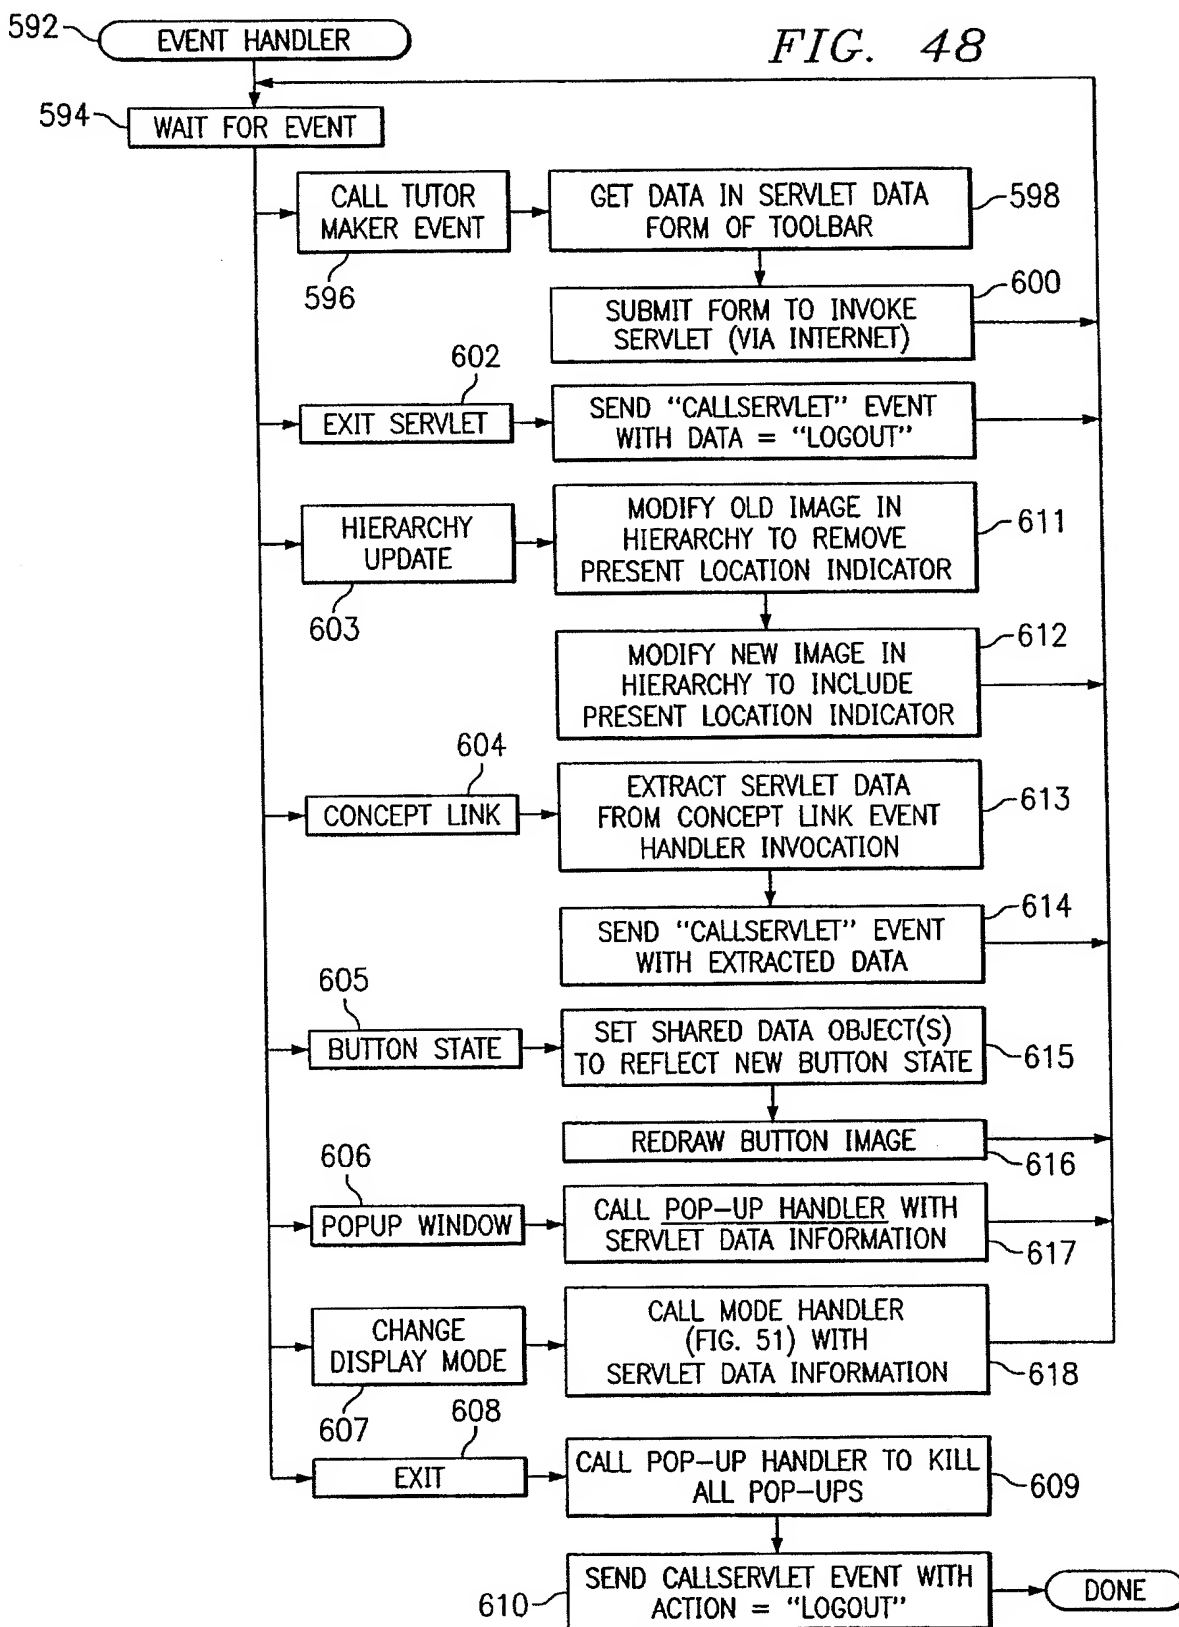 592
EVENT HANDLER
FIG. 48
594
WAIT FOR EVENT
CALL TUTOR
MAKER EVENT
596
GET DATA IN SERVLET DATA
FORM OF TOOLBAR
598
600
SUBMIT FORM TO INVOKE
SERVLET (VIA INTERNET)
602
EXIT SERVLET
SEND “CALLSERVLET” EVENT
WITH DATA = “LOGOUT”
HIERARCHY
UPDATE
603
MODIFY OLD IMAGE IN
HIERARCHY TO REMOVE
PRESENT LOCATION INDICATOR
611
612
MODIFY NEW IMAGE IN
HIERARCHY TO INCLUDE
PRESENT LOCATION INDICATOR
604
CONCEPT LINK
EXTRACT SERVLET DATA
FROM CONCEPT LINK EVENT
HANDLER INVOCATION
613
614
SEND “CALLSERVLET” EVENT
WITH EXTRACTED DATA
605
BUTTON STATE
SET SHARED DATA OBJECT(S)
TO REFLECT NEW BUTTON STATE
615
REDRAW BUTTON IMAGE
616
606
POPUP WINDOW
CALL POP-UP HANDLER WITH
SERVLET DATA INFORMATION
617
CHANGE
DISPLAY MODE
607
CALL MODE HANDLER
(FIG. 51) WITH
SERVLET DATA INFORMATION
618
608
EXIT
CALL POP-UP HANDLER TO KILL
ALL POP-UPS
609
610
SEND CALLSERVLET EVENT WITH
ACTION = “LOGOUT”
DONE